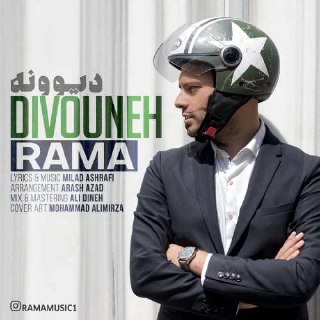 دیوونه
DIVOUNEH
RAMA
LYRICS & MUSIC MILAD ASHRAFI
ARRANGEMENT ARASH AZAD
MIX & MASTERING ALI DINEH
COVER ART MOHAMMAD ALIMIRZA
RAMAMUSIC1